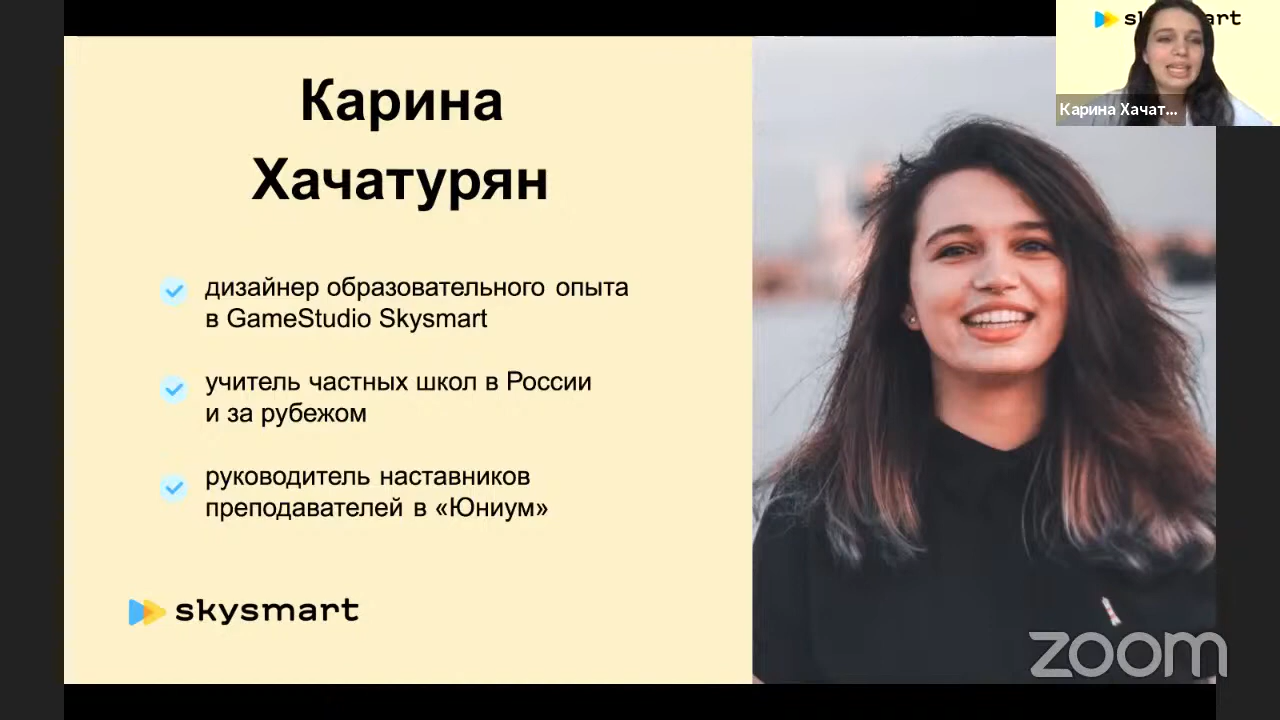 Карина
Хачатурян
дизайнер образовательного опыта
в GameStudio Skysmart
учитель частных школ в России
и за рубежом
руководитель наставников
преподавателей в «Юниум»
skysmart
Карина Хачат...
zoom